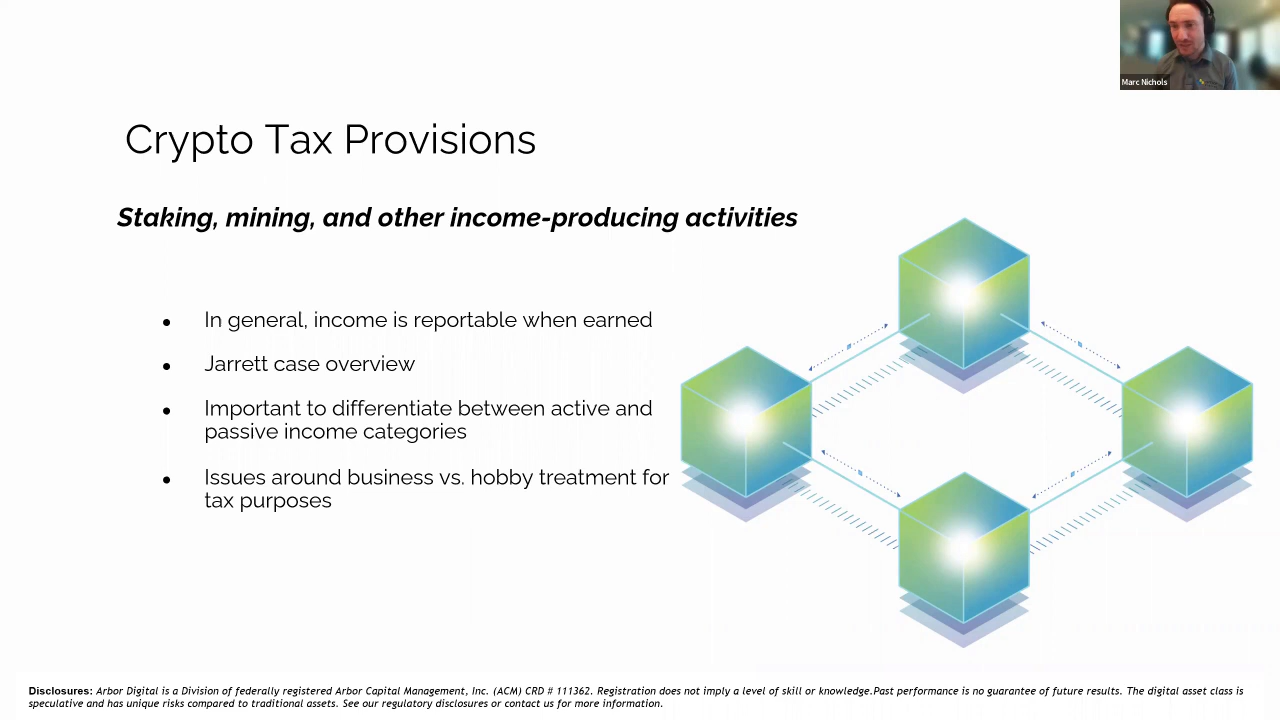 Marc Nichols
Crypto Tax Provisions
Staking, mining, and other income-producing activities
● In general, income is reportable when earned
● Jarrett case overview
● Important to differentiate between active and
passive income categories
● Issues around business vs. hobby treatment for
tax purposes
Disclosures: Arbor Digital is a Division of federally registered Arbor Capital Management, Inc. (ACM) CRD # 111362. Registration does not imply a level of skill or knowledge.Past performance is no guarantee of future results. The digital asset class is
speculative and has unique risks compared to traditional assets. See our regulatory disclosures or contact us for more information.